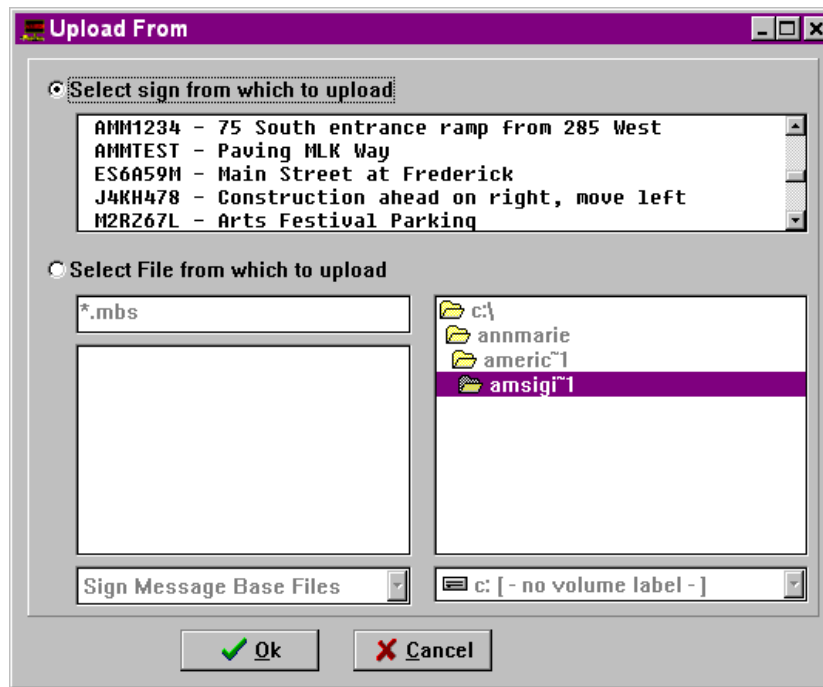 Upload From
Select sign from which to upload
AMM1234 - 75 South entrance ramp from 285 West
AMMTEST - Paving MLK Way
ES6A59M - Main Street at Frederick
J4KH478 - Construction ahead on right, move left
M2RZ67L - Arts Festival Parking
Select File from which to upload
*.mbs
c:\
annmarie
americ~1
amsigi~1
Sign Message Base Files
c: [ - no volume label - ]
Ok
Cancel